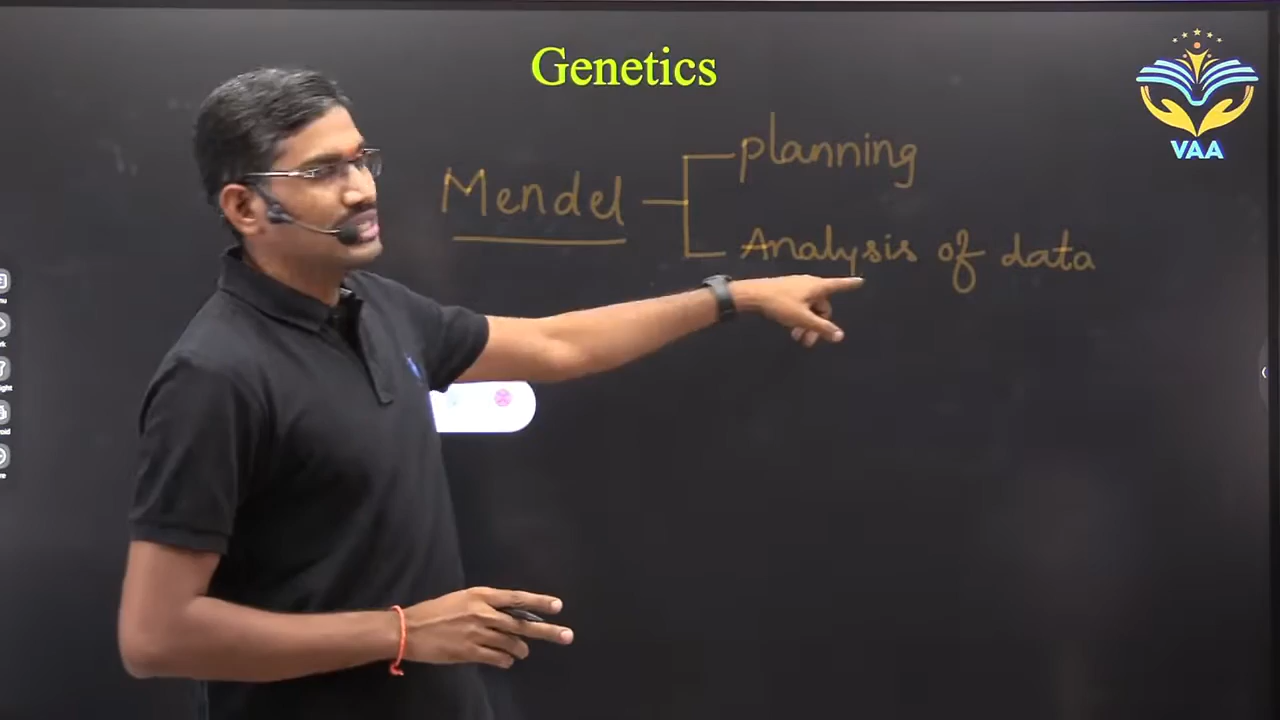 Genetics
VAA
planning
Mendel
Analysis of data